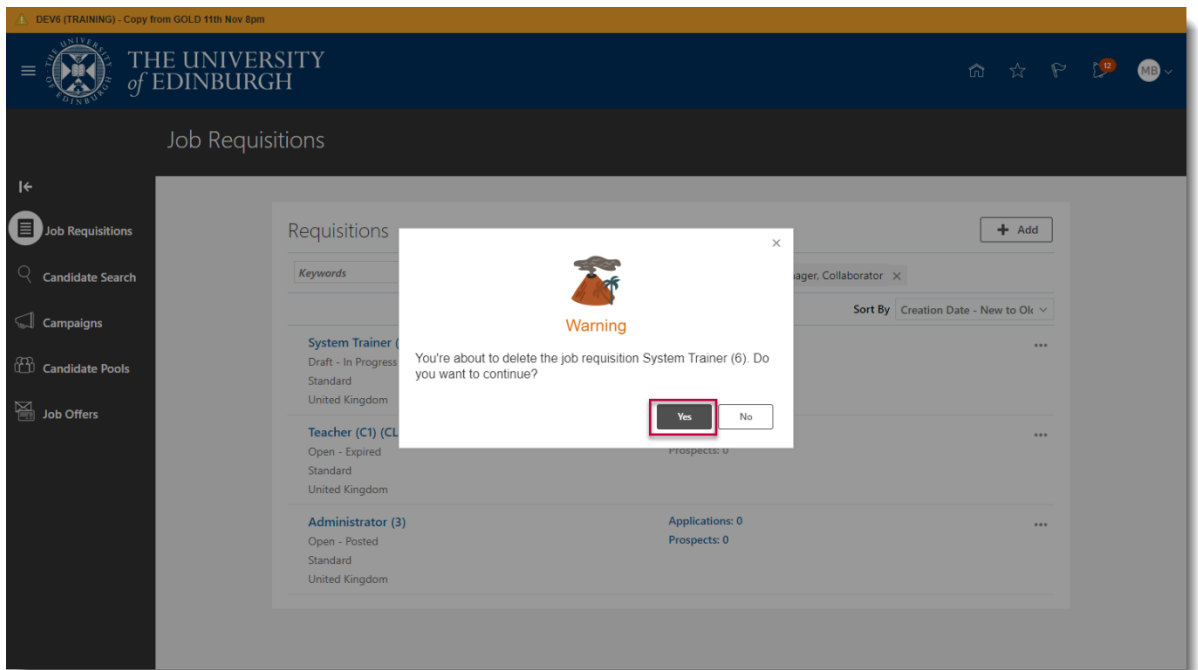 DEV6 (TRAINING) - Copy from GOLD 11th Nov 8pm
THE UNIVERSITY
of EDINBURGH
12
MB
Job Requisitions
Job Requisitions
Candidate Search
Campaigns
Candidate Pools
Job Offers
Requisitions
+ Add
Keywords
ager, Collaborator ×
Sort By Creation Date - New to Ol
System Trainer (
Draft - In Progress
Standard
United Kingdom
Teacher (C1) (CL
Open - Expired
Prospects: 0
Standard
United Kingdom
Administrator (3)
Applications: 0
Open - Posted
Prospects: 0
Standard
United Kingdom
×
Warning
You're about to delete the job requisition System Trainer (6). Do
you want to continue?
Yes No